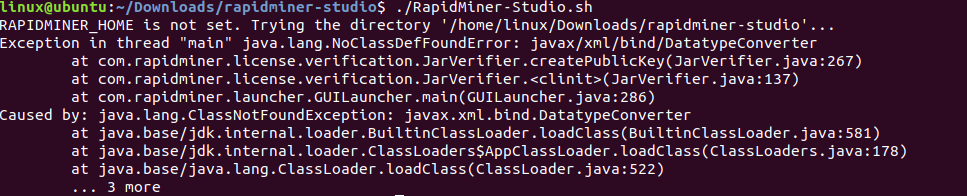 linux@ubuntu:~/Downloads/rapidminer-studio$ ./RapidMiner-Studio.sh
RAPIDMINER_HOME is not set. Trying the directory '/home/linux/Downloads/rapidminer-studio'...
Exception in thread "main" java.lang.NoClassDefFoundError: javax/xml/bind/DatatypeConverter
        at com.rapidminer.license.verification.JarVerifier.createPublicKey(JarVerifier.java:267)
        at com.rapidminer.license.verification.JarVerifier.<clinit>(JarVerifier.java:137)
        at com.rapidminer.launcher.GUILauncher.main(GUILauncher.java:286)
Caused by: java.lang.ClassNotFoundException: javax.xml.bind.DatatypeConverter
        at java.base/jdk.internal.loader.BuiltinClassLoader.loadClass(BuiltinClassLoader.java:581)
        at java.base/jdk.internal.loader.ClassLoaders$AppClassLoader.loadClass(ClassLoaders.java:178)
        at java.base/java.lang.ClassLoader.loadClass(ClassLoader.java:522)
        ... 3 more